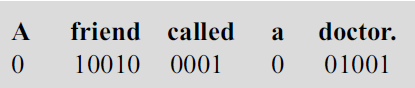 A friend called a doctor.
0 10010 0001 0 01001